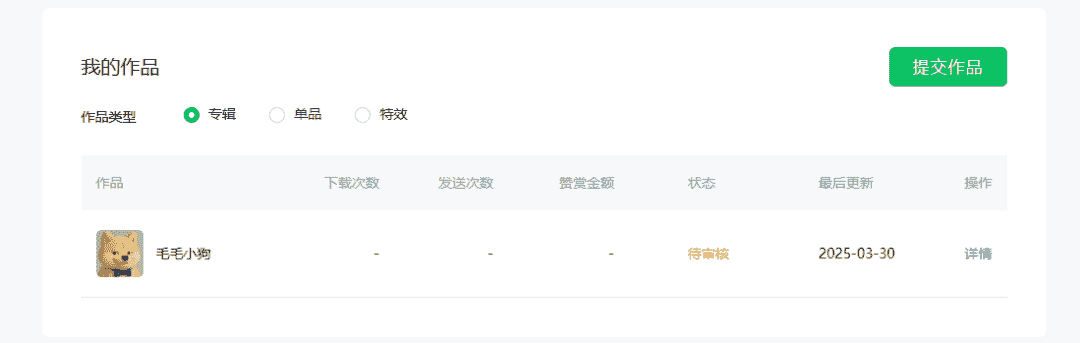 我的作品
提交作品
作品类型 专辑 单品 特效
作品 下载次数 发送次数 赞赏金额 状态 最后更新 操作
毛毛小狗 - - - 待审核 2025-03-30 详情